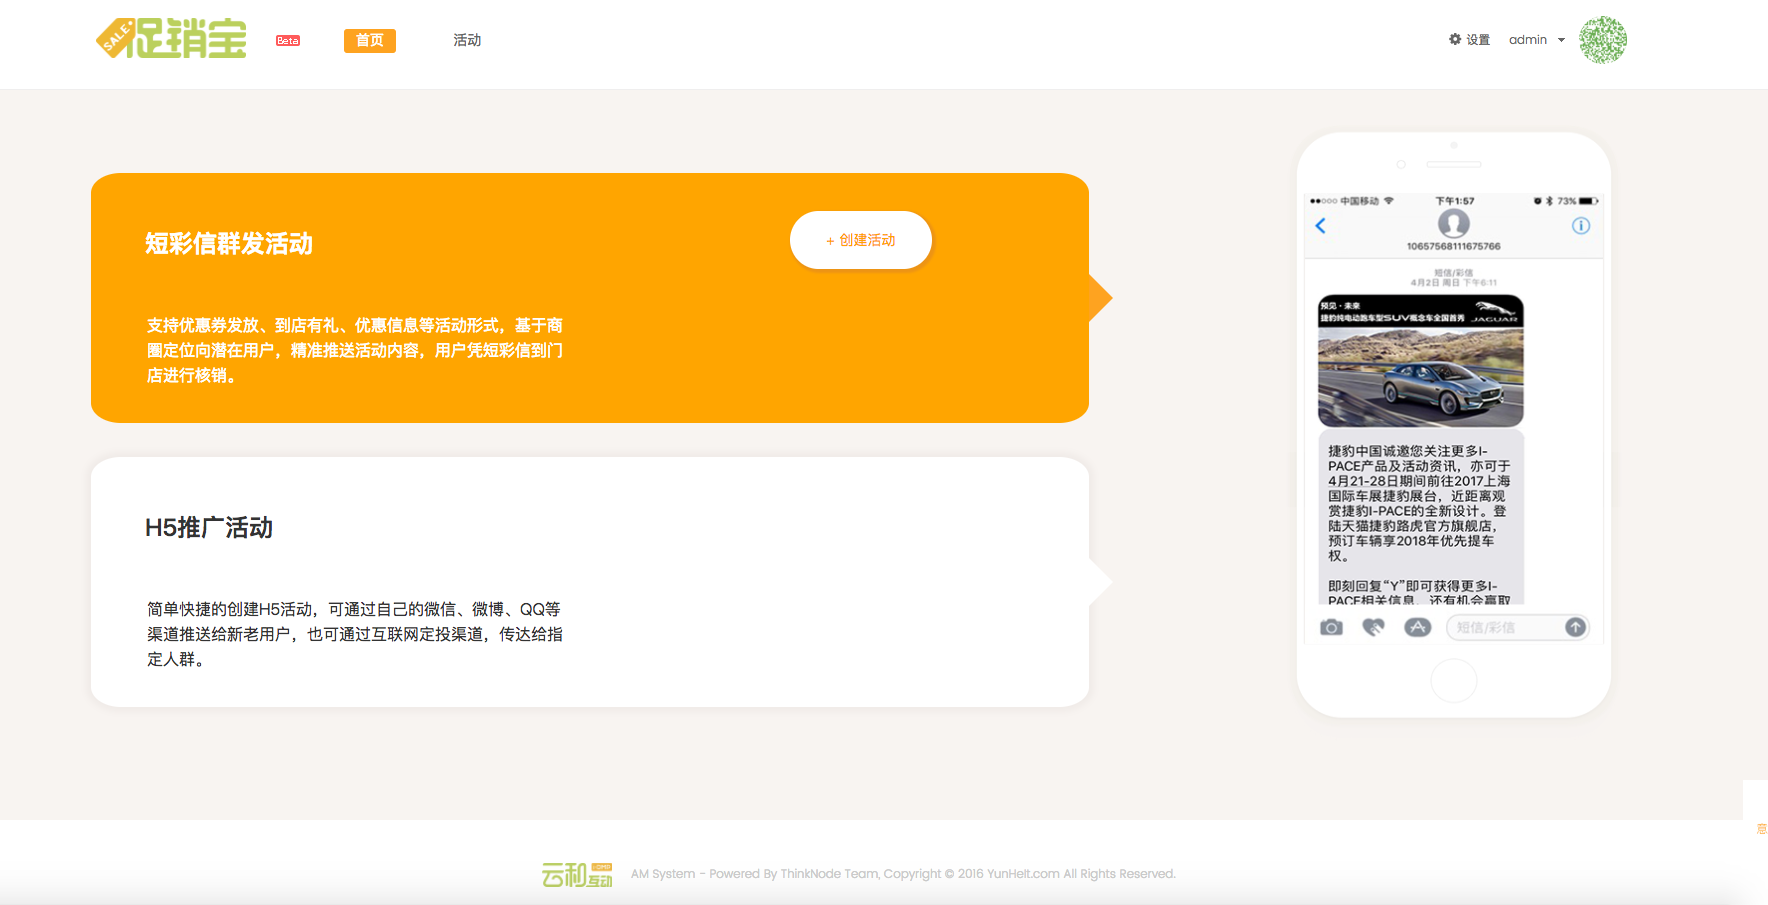 SALE 促销宝
Beta
首页
活动
设置
admin
短彩信群发活动
+ 创建活动
支持优惠券发放、到店有礼、优惠信息等活动形式，基于商
圈定位向潜在用户，精准推送活动内容，用户凭短彩信到门
店进行核销。
H5推广活动
简单快捷的创建H5活动，可通过自己的微信、微博、QQ等
渠道推送给新老用户，也可通过互联网定投渠道，传达给指
定人群。
中国移动 下午1:57 73%
10657568111675766
短信/彩信
4月2日 周日 下午6:11
预见·未来
捷豹纯电动跑车型SUV概念车全国首秀
JAGUAR
捷豹中国诚邀您关注更多I-
PACE产品及活动资讯，亦可于
4月21-28日期间前往2017上海
国际车展捷豹展台，近距离观
赏捷豹I-PACE的全新设计。登
陆天猫捷豹路虎官方旗舰店，
预订车辆享2018年优先提车
权。
即刻回复“Y”即可获得更多I-
PACE相关信息，还有机会赢取
短信/彩信
意
云和互动
AM System - Powered By ThinkNode Team, Copyright © 2016 YunHeIt.com All Rights Reserved.